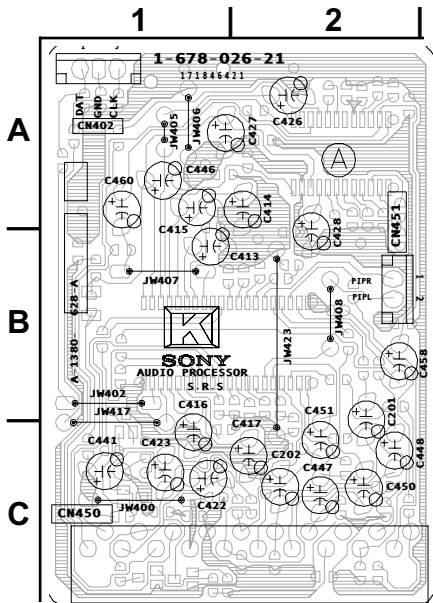 1 2
1-678-026-21
171846421
A
DAT
GND
CLK
CN402
JW405
JW406
C427
C426
A
C446
C460
C415
C414
C428
CN451
C413
JW407
B
628-A
A-1380-
K
SONY
AUDIO PROCESSOR
S.R.S
JW423
JW408
PIPR 1
PIPL 2
C458
JW402
JW417
C416
C417
C451
C201
C441
C423
C202
C447
C448
C450
C422
JW400
C
CN450